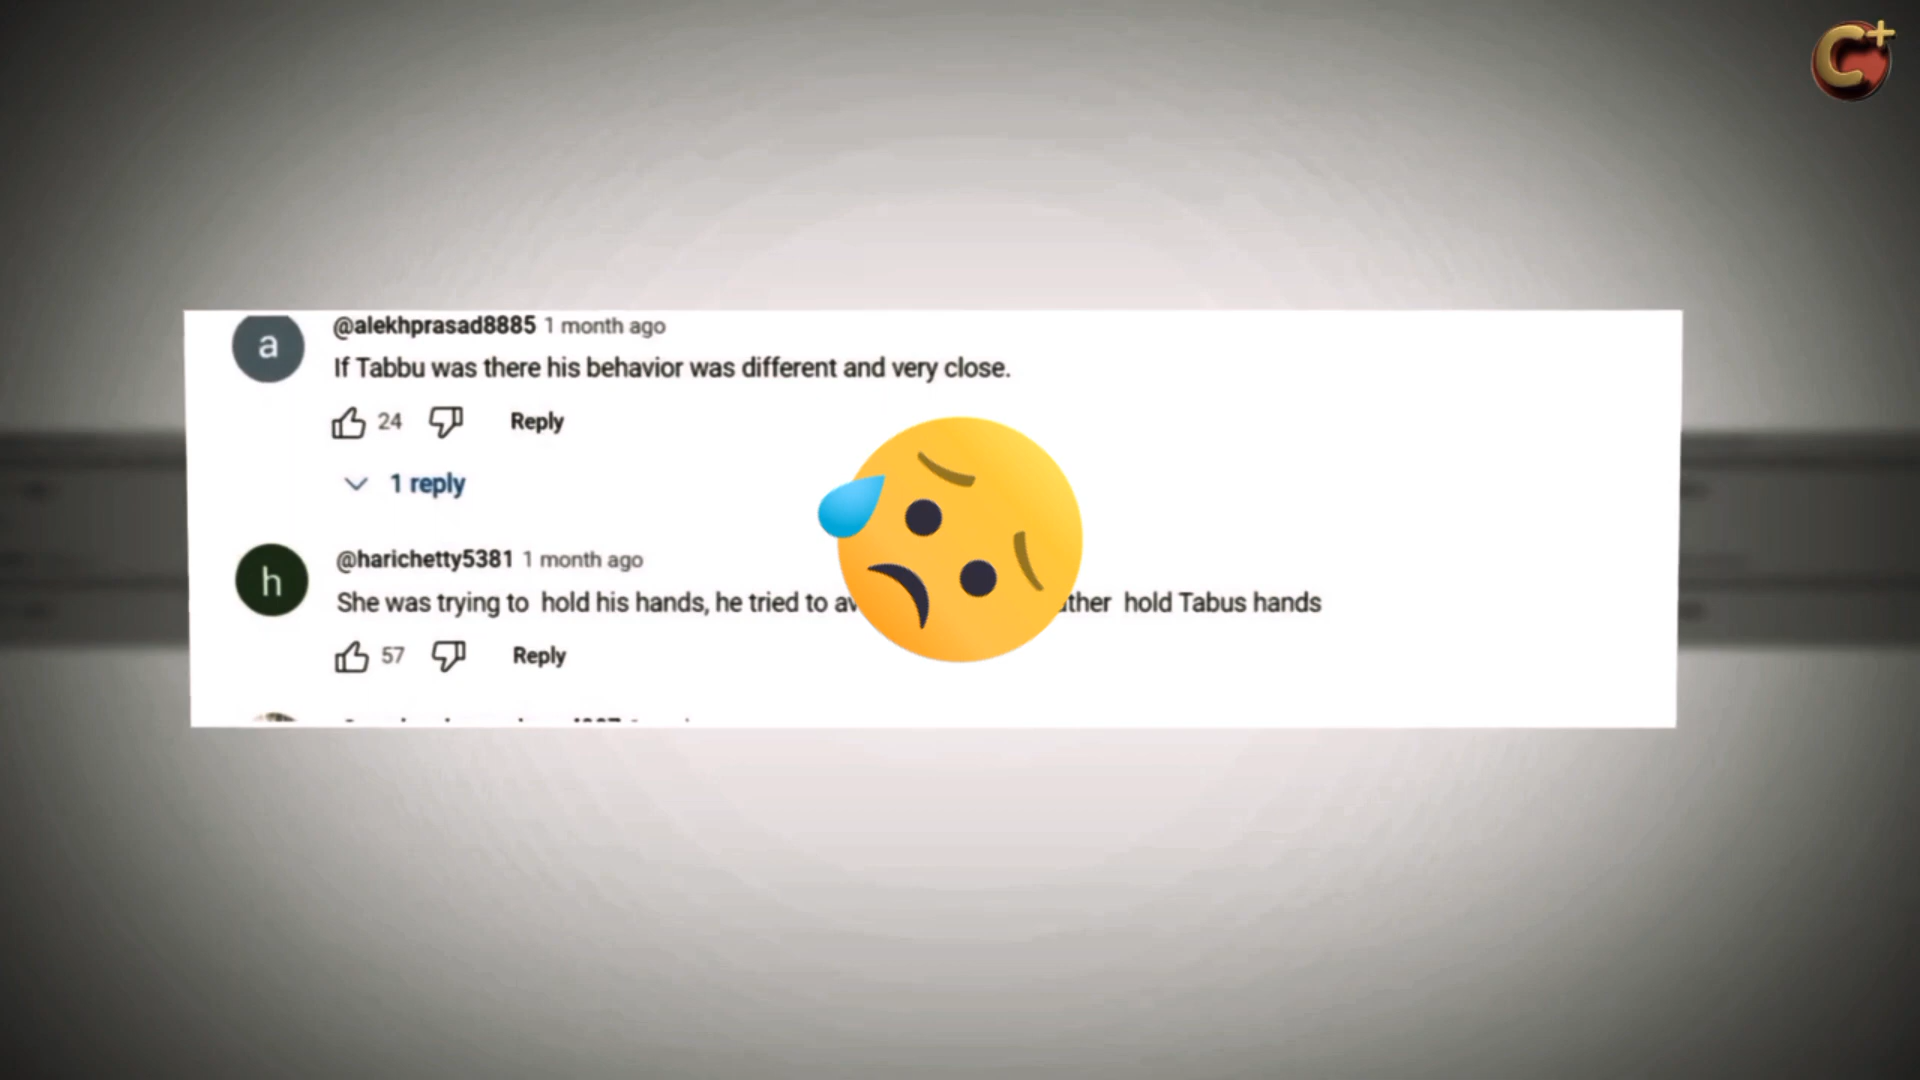 C+
a
@alekhprasad8885 1 month ago
If Tabbu was there his behavior was different and very close.
24 Reply
1 reply
h
@harichetty5381 1 month ago
She was trying to hold his hands, he tried to hold Tabus hands
57 Reply